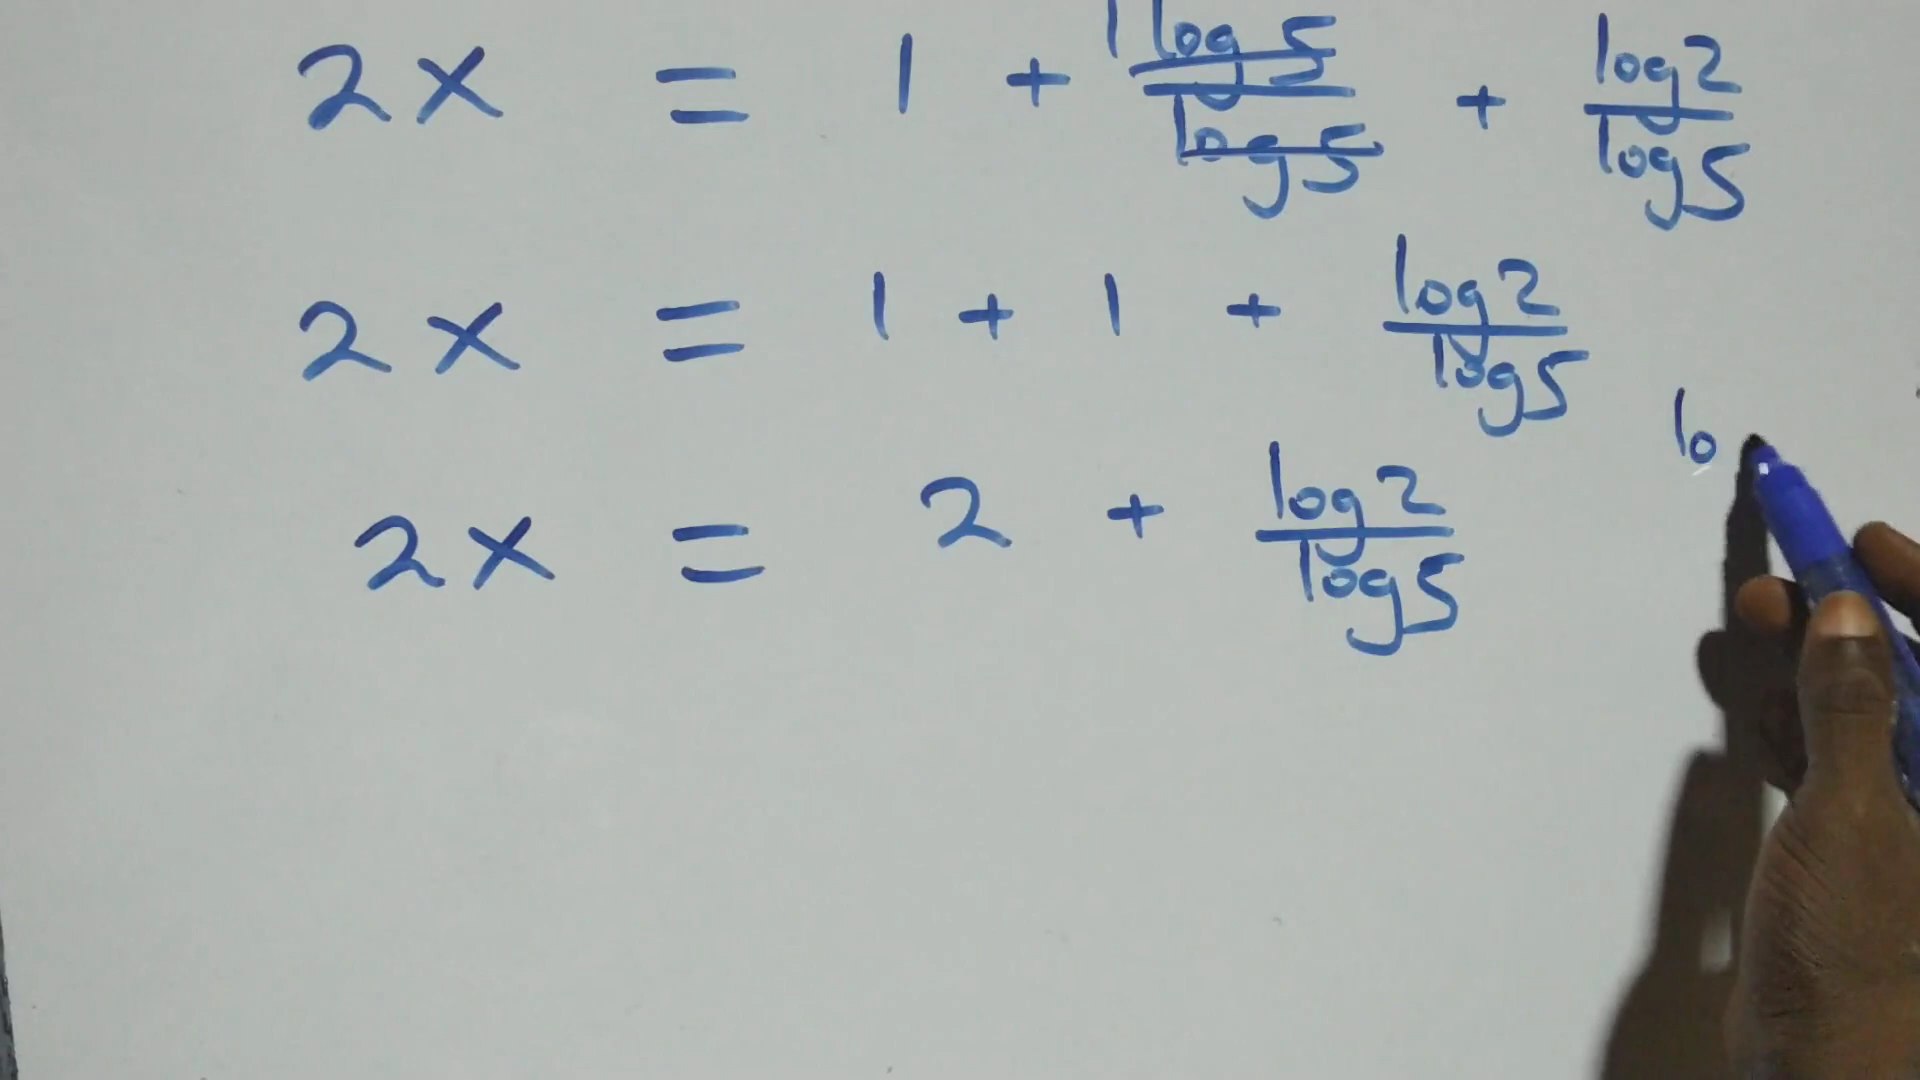 2x = 1 + log5/log5 + log2/log5
2x = 1 + 1 + log2/log5
lo
2x = 2 + log2/log5